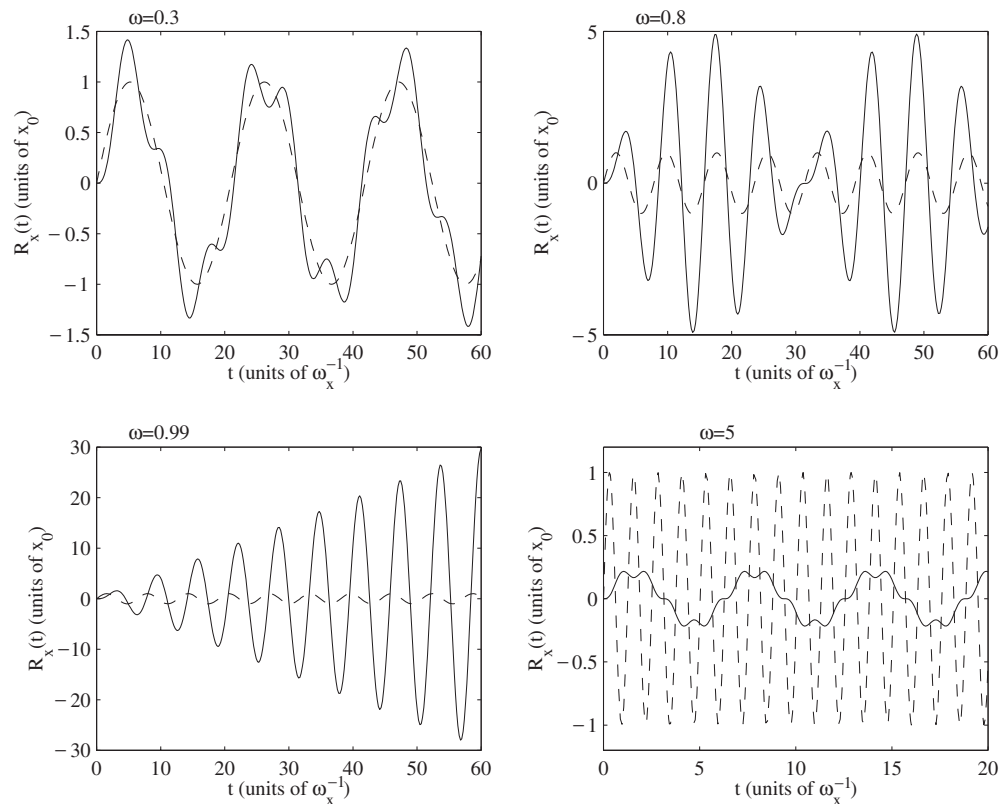 ω=0.3
1.5
1
0.5
0
−0.5
−1
−1.5
R_x(t) (units of x_0)
0 10 20 30 40 50 60
t (units of ω_x^{-1})
ω=0.8
5
0
−5
R_x(t) (units of x_0)
0 10 20 30 40 50 60
t (units of ω_x^{-1})
ω=0.99
30
20
10
0
−10
−20
−30
R_x(t) (units of x_0)
0 10 20 30 40 50 60
t (units of ω_x^{-1})
ω=5
1
0.5
0
−0.5
−1
R_x(t) (units of x_0)
0 5 10 15 20
t (units of ω_x^{-1})